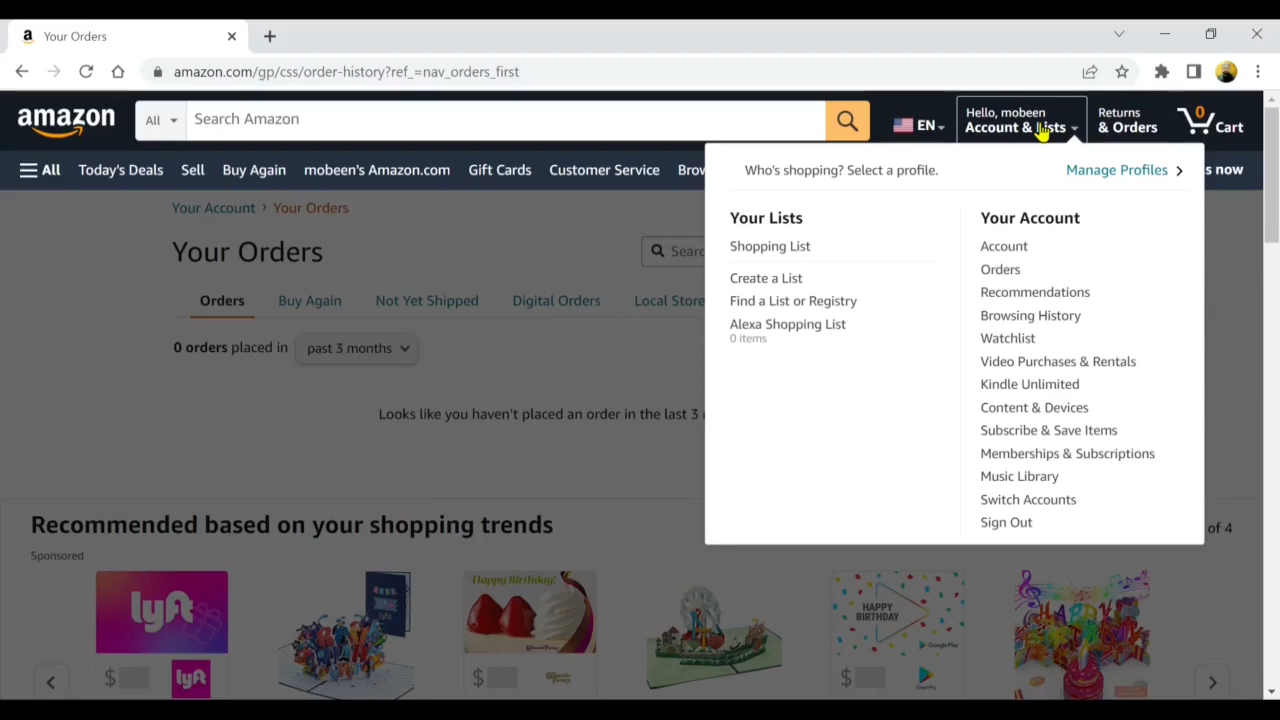 Your Orders
amazon.com/gp/css/order-history?ref_=nav_orders_first
amazon
All
Search Amazon
EN
Hello, mobeen
Account & Lists
Returns
& Orders
0
Cart
All
Today's Deals
Sell
Buy Again
mobeen's Amazon.com
Gift Cards
Customer Service
now
Who's shopping? Select a profile.
Manage Profiles
Your Account › Your Orders
Your Orders
Orders
Buy Again
Not Yet Shipped
Digital Orders
0 orders placed in
past 3 months
Looks like you haven't placed an order in the last 3
Your Lists
Shopping List
Create a List
Find a List or Registry
Alexa Shopping List
0 items
Your Account
Account
Orders
Recommendations
Browsing History
Watchlist
Video Purchases & Rentals
Kindle Unlimited
Content & Devices
Subscribe & Save Items
Memberships & Subscriptions
Music Library
Switch Accounts
Sign Out
Recommended based on your shopping trends
of 4
Sponsored
lyft
$
lyft
Happy Birthday!
$
HAPPY
BIRTHDAY
Google Play
$
HAPPY